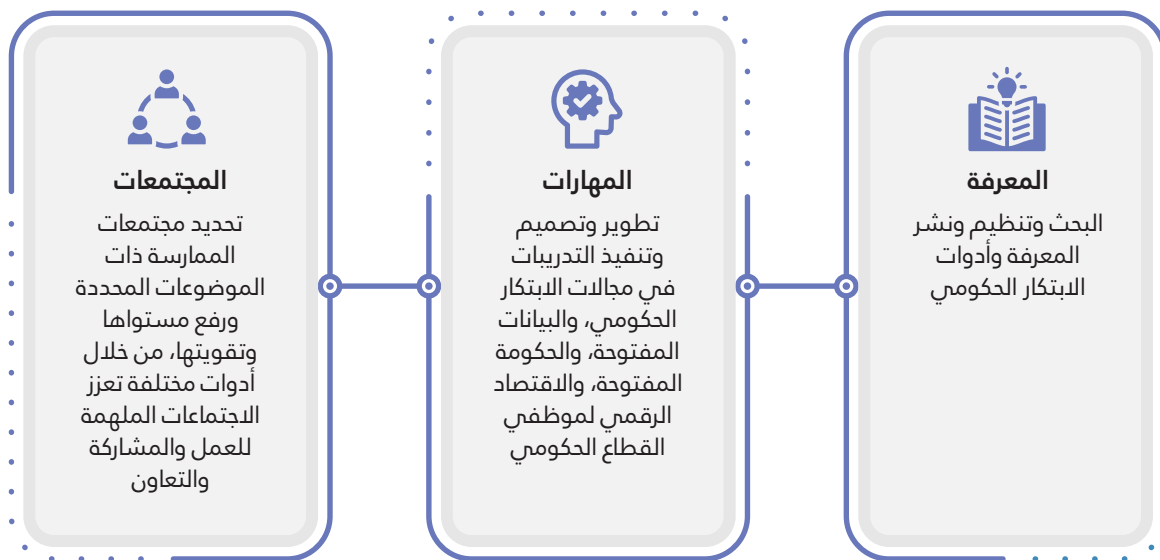 المعرفة
البحث وتنظيم ونشر
المعرفة وأدوات
الابتكار الحكومي
المهارات
تطوير وتصميم
وتنفيذ التدريبات
في مجالات الابتكار
الحكومي، والبيانات
المفتوحة، والحكومة
المفتوحة، والاقتصاد
الرقمي لموظفي
القطاع الحكومي
المجتمعات
تحديد مجتمعات
الممارسة ذات
الموضوعات المحددة
ورفع مستواها
وتقويتها، من خلال
أدوات مختلفة تعزز
الاجتماعات الملهمة
للعمل والمشاركة
والتعاون